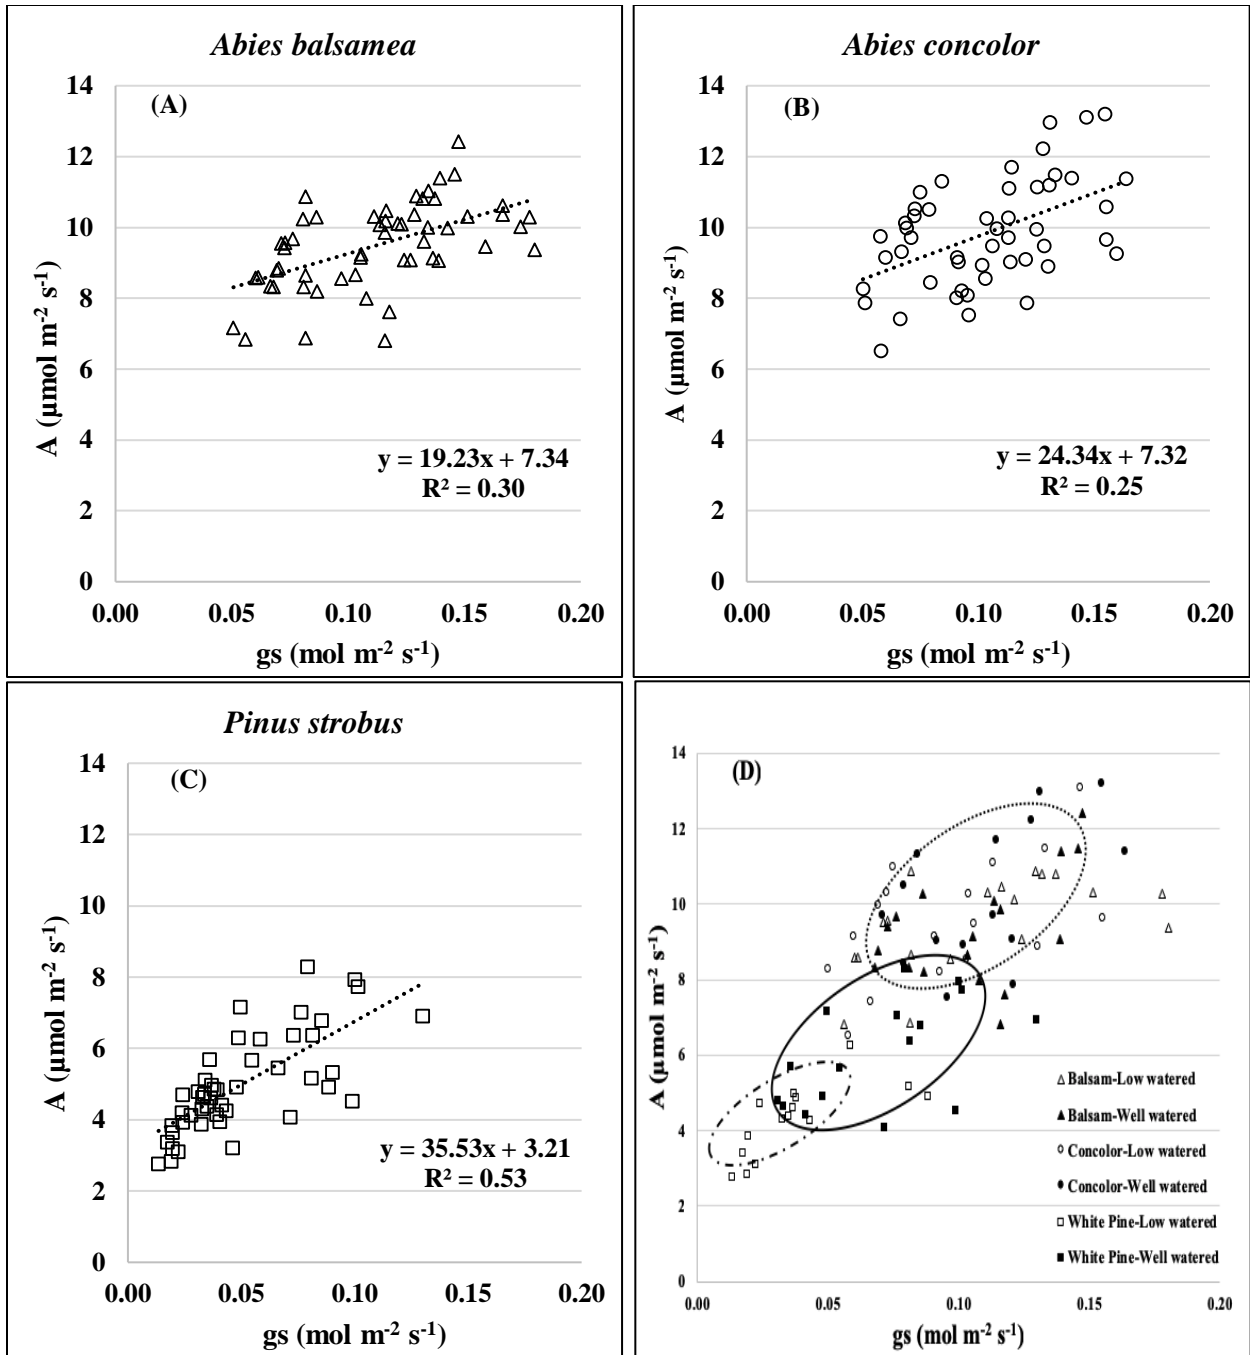 Abies balsamea
(A)
14
12
10
8
6
4
2
0
A (µmol m⁻² s⁻¹)
y = 19.23x + 7.34
R² = 0.30
0.00 0.05 0.10 0.15 0.20
gs (mol m⁻² s⁻¹)
Abies concolor
(B)
14
12
10
8
6
4
2
0
A (µmol m⁻² s⁻¹)
y = 24.34x + 7.32
R² = 0.25
0.00 0.05 0.10 0.15 0.20
gs (mol m⁻² s⁻¹)
Pinus strobus
(C)
14
12
10
8
6
4
2
0
A (µmol m⁻² s⁻¹)
y = 35.53x + 3.21
R² = 0.53
0.00 0.05 0.10 0.15 0.20
gs (mol m⁻² s⁻¹)
(D)
14
12
10
8
6
4
2
0
A (µmol m⁻² s⁻¹)
Balsam-Low watered
Balsam-Well watered
Concolor-Low watered
Concolor-Well watered
White Pine-Low watered
White Pine-Well watered
0.00 0.05 0.10 0.15 0.20
gs (mol m⁻² s⁻¹)